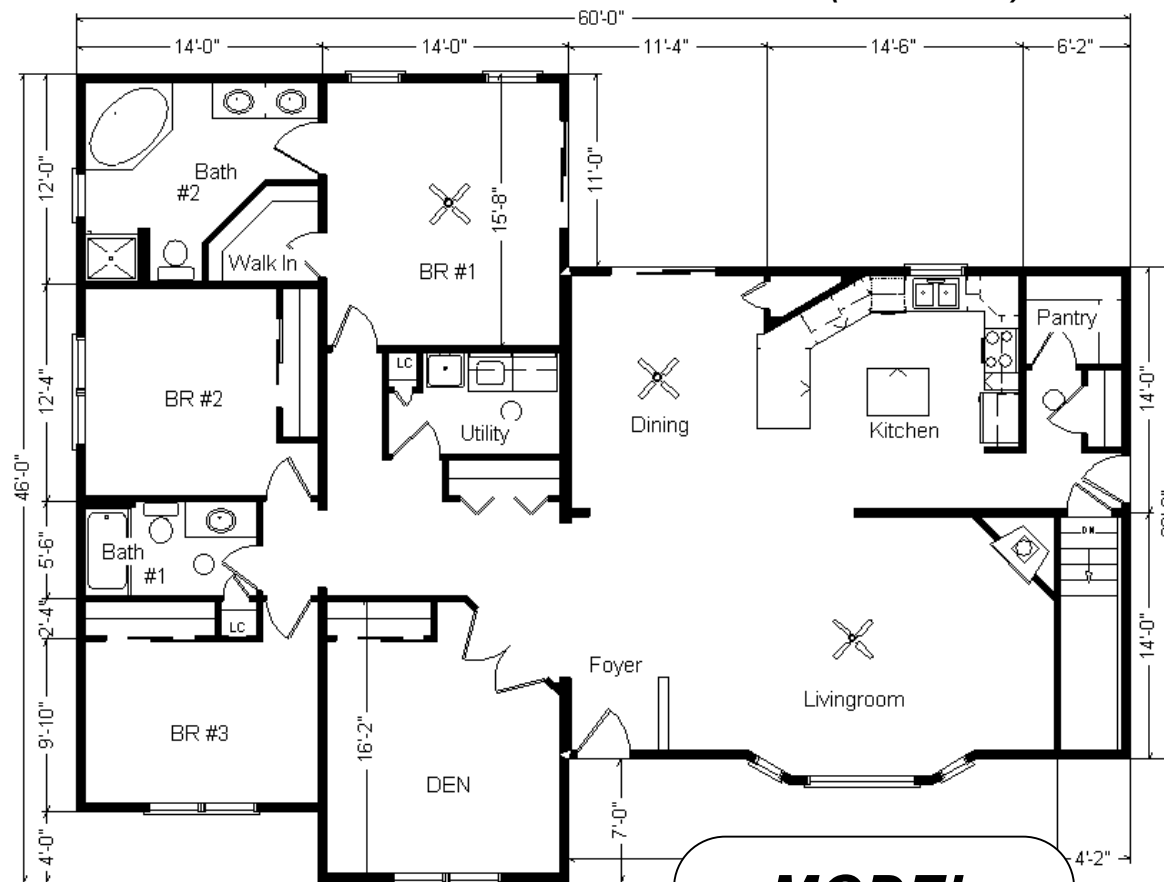 60'-0"
14'-0" 14'-0" 11'-4" 14'-6" 6'-2"
12'-0"
Bath
#2
Walk In
15'-8"
BR #1
11'-0"
Pantry
12'-4"
BR #2
LC
Utility
Dining
Kitchen
14'-0"
46'-0"
5'-6"
Bath
#1
DN
2'-4"
LC
Foyer
Livingroom
14'-0"
9'-10"
BR #3
16'-2"
DEN
4'-0"
7'-0"
4'-2"